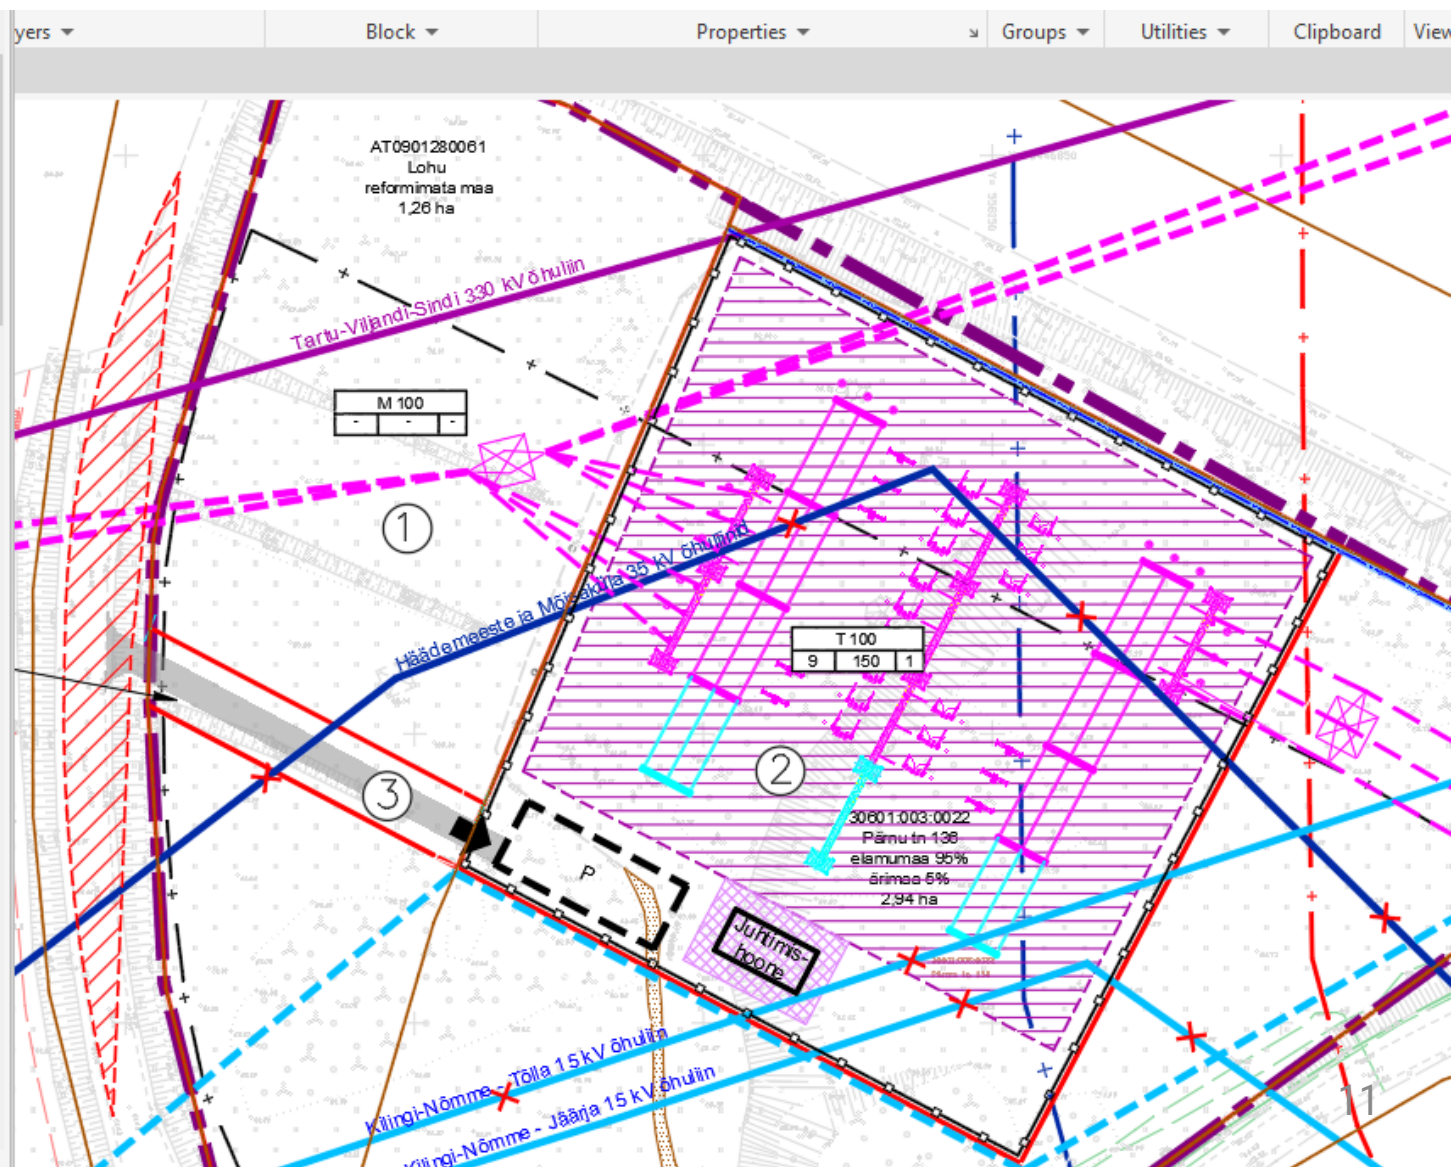 yers
Block
Properties
Groups
Utilities
Clipboard
View
AT0901280061
Lohu
reformimata maa
1,26 ha
Tartu-Viljandi-Sindi 330 kV õhuliin
M 100
- - -
1
Häädemeeste ja Mõisaküla 35 kV õhuliinid
T 100
9 150 1
2
3
30601:003:0022
Pärnu tn 136
elamumaa 95%
ärimaa 5%
2,94 ha
P
Juhtimis-
hoone
Kilingi-Nõmme - Tõlla 15 kV õhuliin
Kilingi-Nõmme - Jäärja 15 kV õhuliin
11